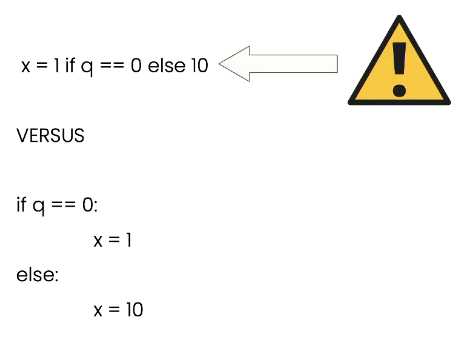 x = 1 if q == 0 else 10
!
VERSUS
if q == 0:
x = 1
else:
x = 10